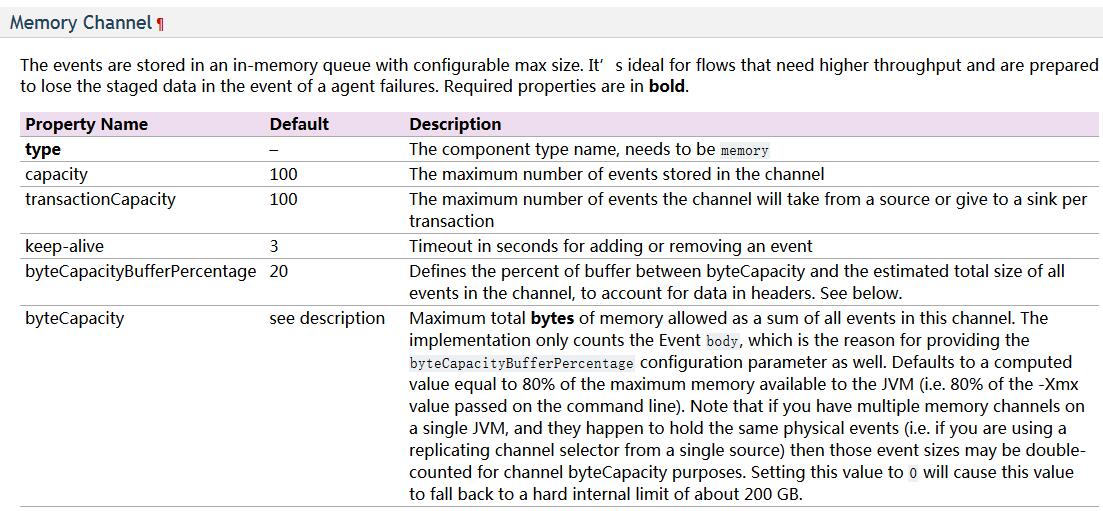 Memory Channel ¶
The events are stored in an in-memory queue with configurable max size. It’s ideal for flows that need higher throughput and are prepared
to lose the staged data in the event of a agent failures. Required properties are in bold.
Property Name Default Description
type – The component type name, needs to be memory
capacity 100 The maximum number of events stored in the channel
transactionCapacity 100 The maximum number of events the channel will take from a source or give to a sink per
transaction
keep-alive 3 Timeout in seconds for adding or removing an event
byteCapacityBufferPercentage 20 Defines the percent of buffer between byteCapacity and the estimated total size of all
events in the channel, to account for data in headers. See below.
byteCapacity see description Maximum total bytes of memory allowed as a sum of all events in this channel. The
implementation only counts the Event body, which is the reason for providing the
byteCapacityBufferPercentage configuration parameter as well. Defaults to a computed
value equal to 80% of the maximum memory available to the JVM (i.e. 80% of the -Xmx
value passed on the command line). Note that if you have multiple memory channels on
a single JVM, and they happen to hold the same physical events (i.e. if you are using a
replicating channel selector from a single source) then those event sizes may be double-
counted for channel byteCapacity purposes. Setting this value to 0 will cause this value
to fall back to a hard internal limit of about 200 GB.